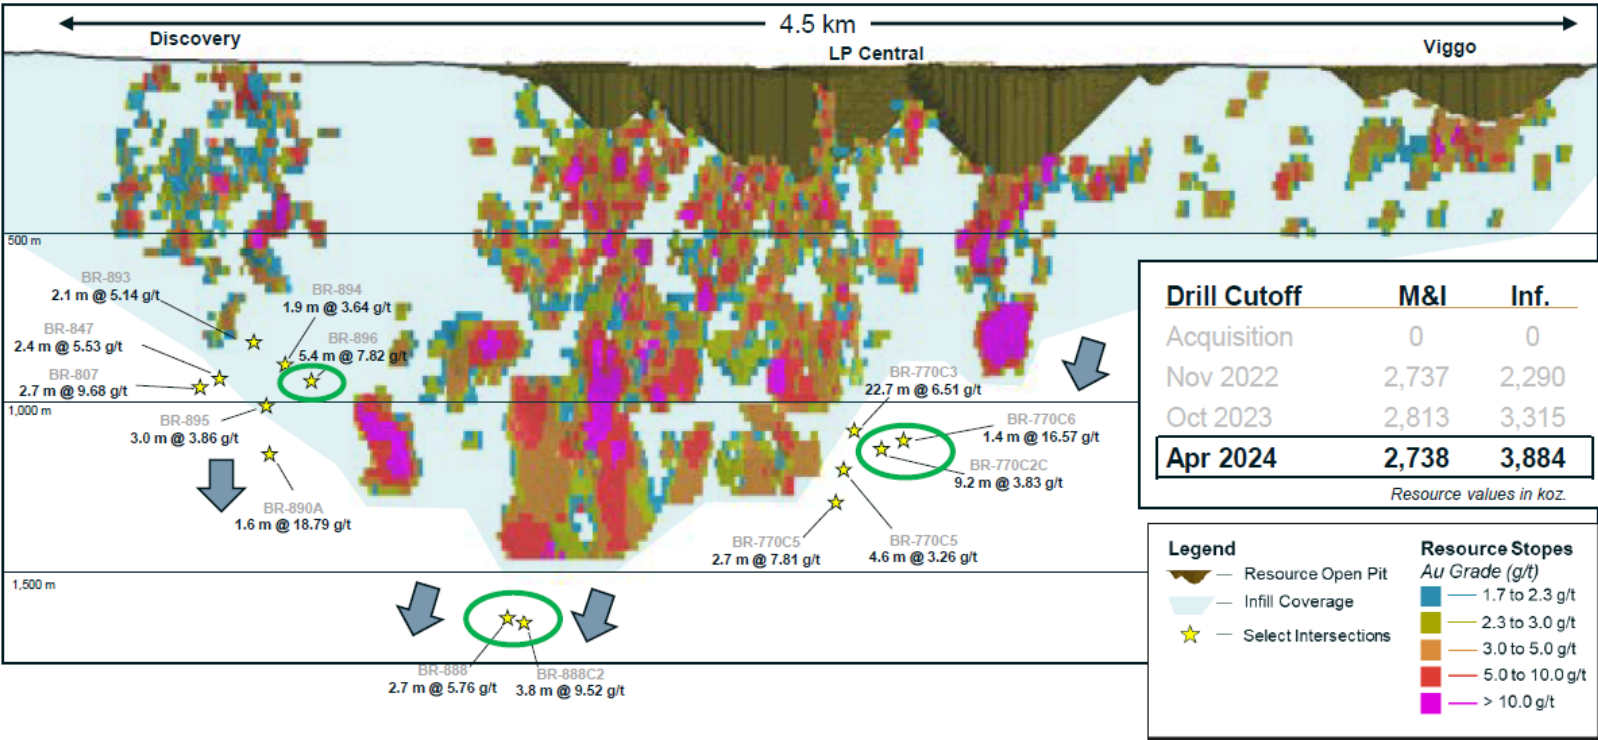 4.5 km
Discovery
LP Central
Viggo
500 m
BR-893
2.1 m @ 5.14 g/t
BR-894
1.9 m @ 3.64 g/t
BR-847
2.4 m @ 5.53 g/t
BR-896
5.4 m @ 7.82 g/t
BR-807
2.7 m @ 9.68 g/t
1,000 m
BR-895
3.0 m @ 3.86 g/t
BR-890A
1.6 m @ 18.79 g/t
BR-770C3
22.7 m @ 6.51 g/t
BR-770C6
1.4 m @ 16.57 g/t
BR-770C2C
9.2 m @ 3.83 g/t
BR-770C5
2.7 m @ 7.81 g/t
BR-770C5
4.6 m @ 3.26 g/t
1,500 m
BR-888
2.7 m @ 5.76 g/t
BR-888C2
3.8 m @ 9.52 g/t
Drill Cutoff M&I Inf.
Acquisition 0 0
Nov 2022 2,737 2,290
Oct 2023 2,813 3,315
Apr 2024 2,738 3,884
Resource values in koz.
Legend
Resource Open Pit
Infill Coverage
Select Intersections
Resource Stopes
Au Grade (g/t)
1.7 to 2.3 g/t
2.3 to 3.0 g/t
3.0 to 5.0 g/t
5.0 to 10.0 g/t
> 10.0 g/t